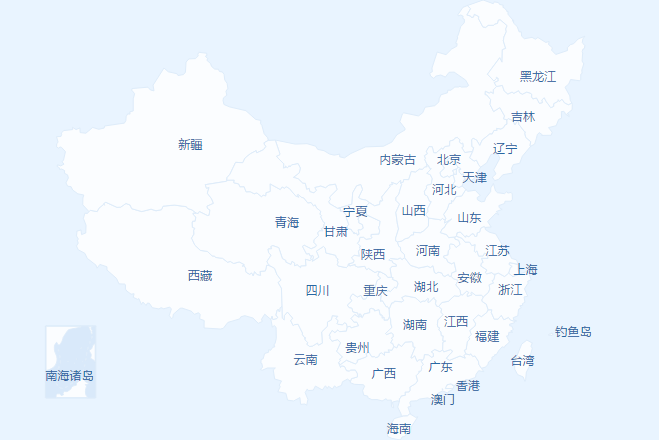 黑龙江
吉林
辽宁
新疆
内蒙古
北京
天津
河北
宁夏
山西
山东
青海
甘肃
陕西
河南
江苏
上海
西藏
四川
重庆
湖北
安徽
浙江
湖南
江西
福建
钓鱼岛
贵州
云南
台湾
广东
广西
南海诸岛
香港
澳门
海南